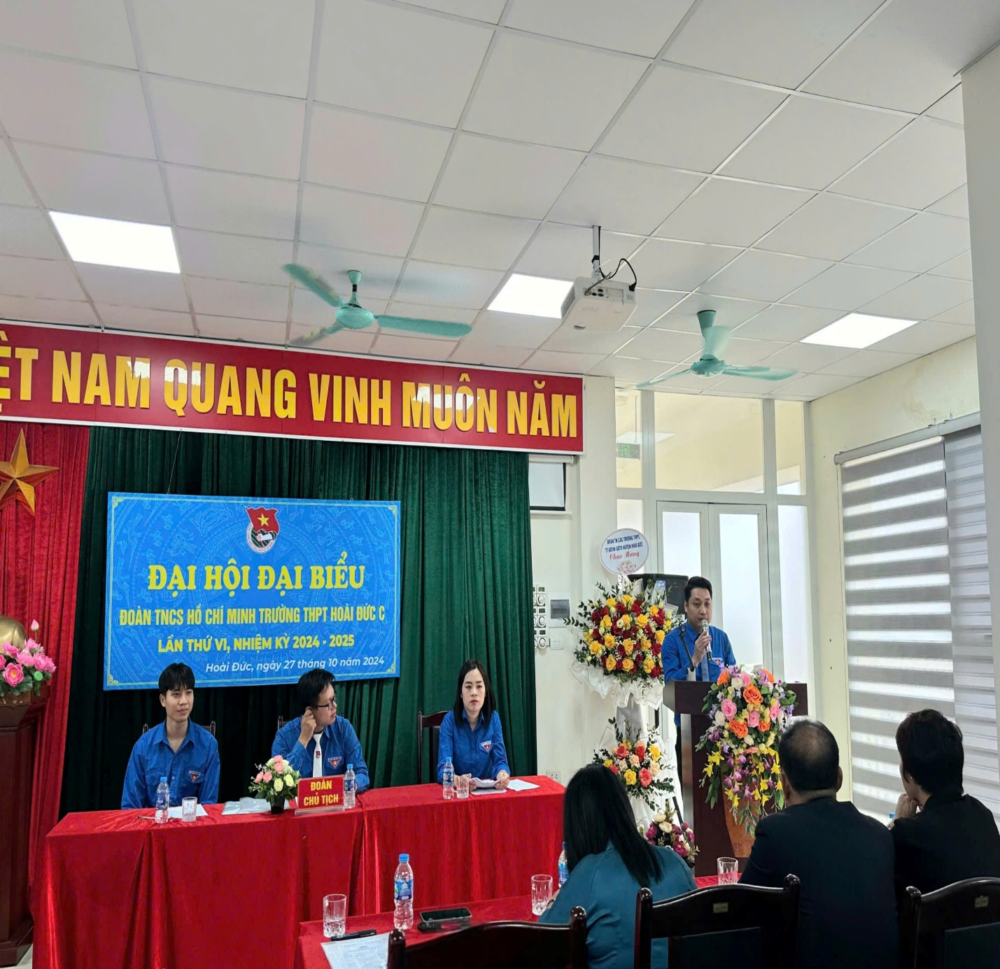 ỆT NAM QUANG VINH MUÔN NĂM
ĐẠI HỘI ĐẠI BIỂU
ĐOÀN TNCS HỒ CHÍ MINH TRƯỜNG THPT HOÀI ĐỨC C
LẦN THỨ VI, NHIỆM KỲ 2024 - 2025
Hoài Đức, ngày 27 tháng 10 năm 2024
ĐOÀN TN CÁC TRƯỜNG THPT,
TT GDNN-GDTX HUYỆN HOÀI ĐỨC
Chúc Mừng
ĐOÀN
CHỦ TỊCH